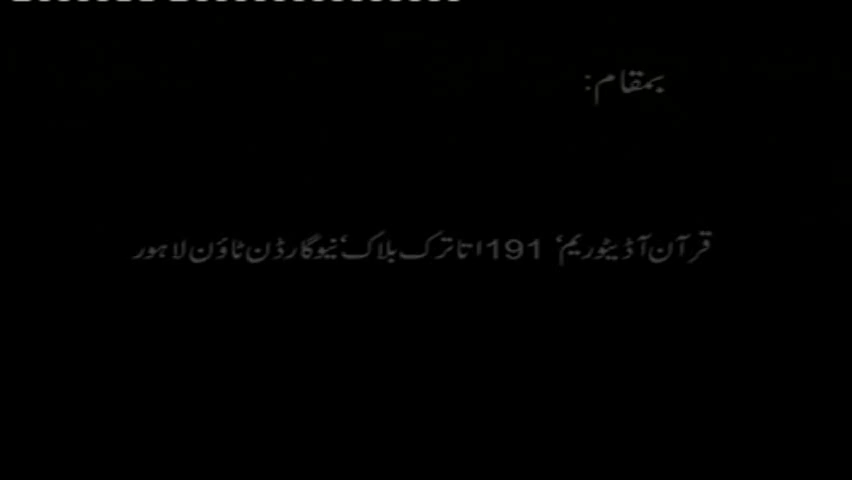 بمقام:
قرآن آڈیٹوریم، 191 اتاترک بلاک، نیو گارڈن ٹاؤن لاہور